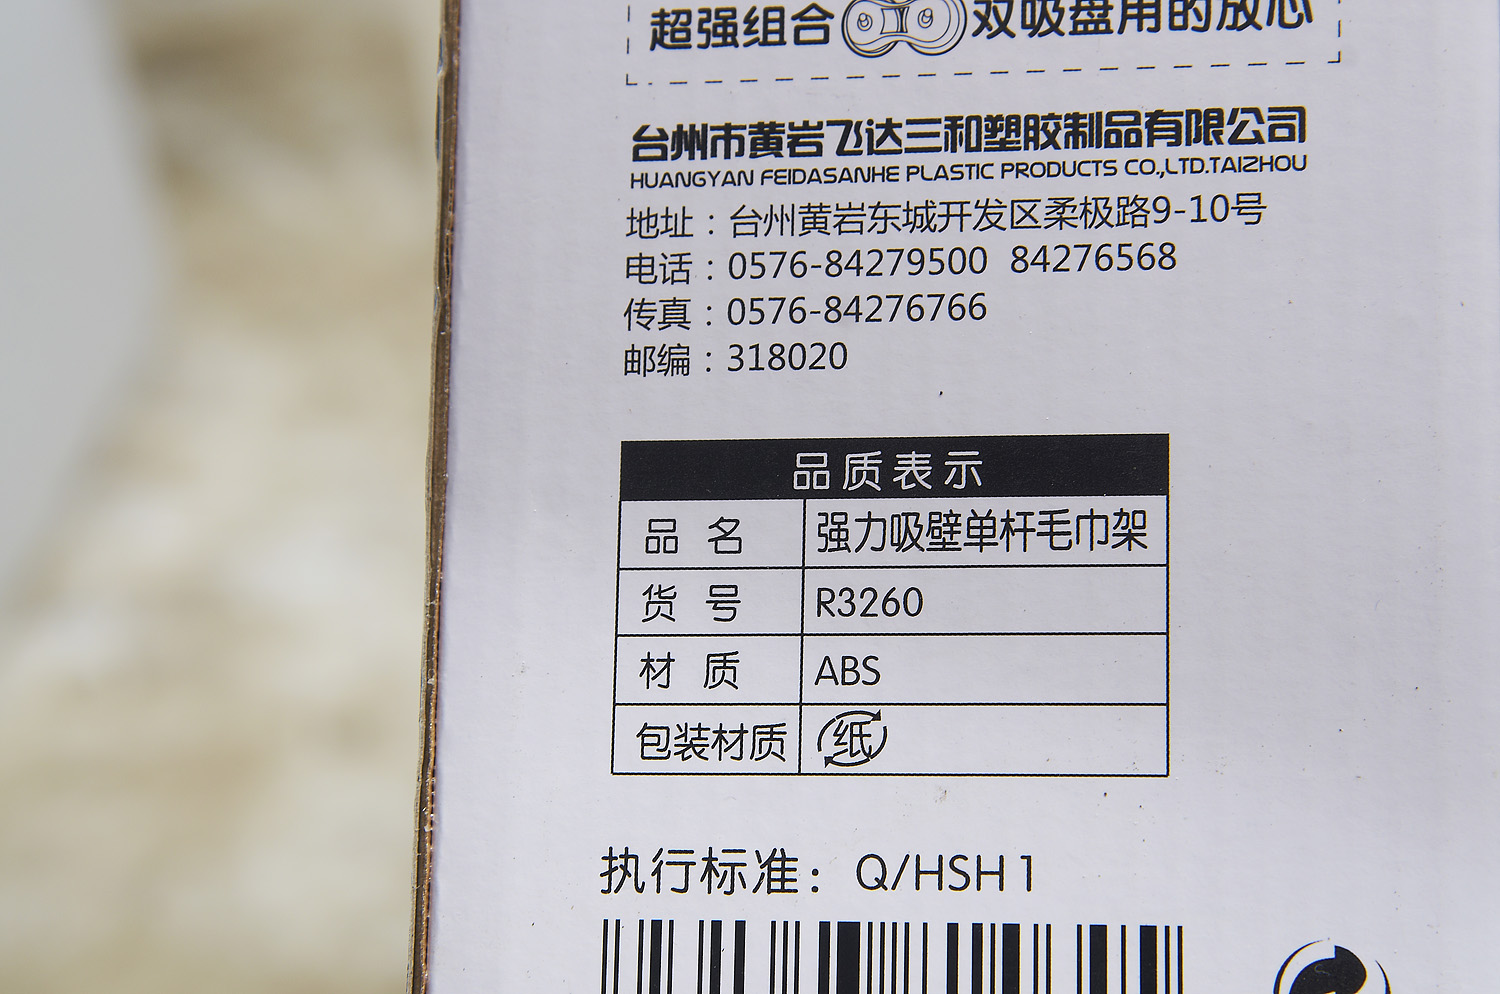 超强组合 双吸盘用的放心
台州市黄岩飞达三和塑胶制品有限公司
HUANGYAN FEIDASANHE PLASTIC PRODUCTS CO.,LTD.TAIZHOU
地址：台州黄岩东城开发区柔极路9-10号
电话：0576-84279500 84276568
传真：0576-84276766
邮编：318020
品质表示
品名 强力吸壁单杆毛巾架
货号 R3260
材质 ABS
包装材质 纸
执行标准：Q/HSH1